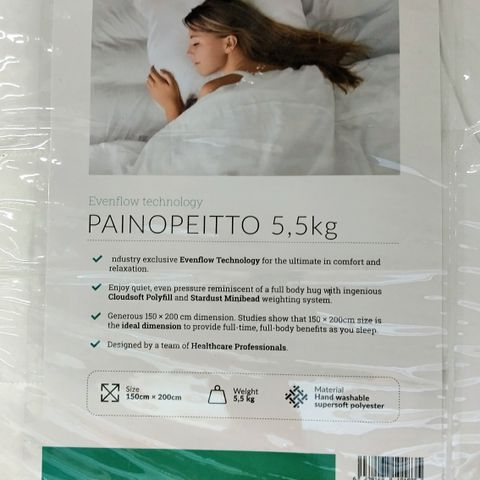 Evenflow technology
PAINOPEITTO 5,5kg
ndustry exclusive Evenflow Technology for the ultimate in comfort and
relaxation.
Enjoy quiet, even pressure reminiscent of a full body hug with ingenious
Cloudsoft Polyfill and Stardust Minibead weighting system.
Generous 150 × 200 cm dimension. Studies show that 150 × 200cm size is
the ideal dimension to provide full-time, full-body benefits as you sleep.
Designed by a team of Healthcare Professionals.
Size
150cm × 200cm
Weight
5,5 kg
Material
Hand washable
supersoft polyester